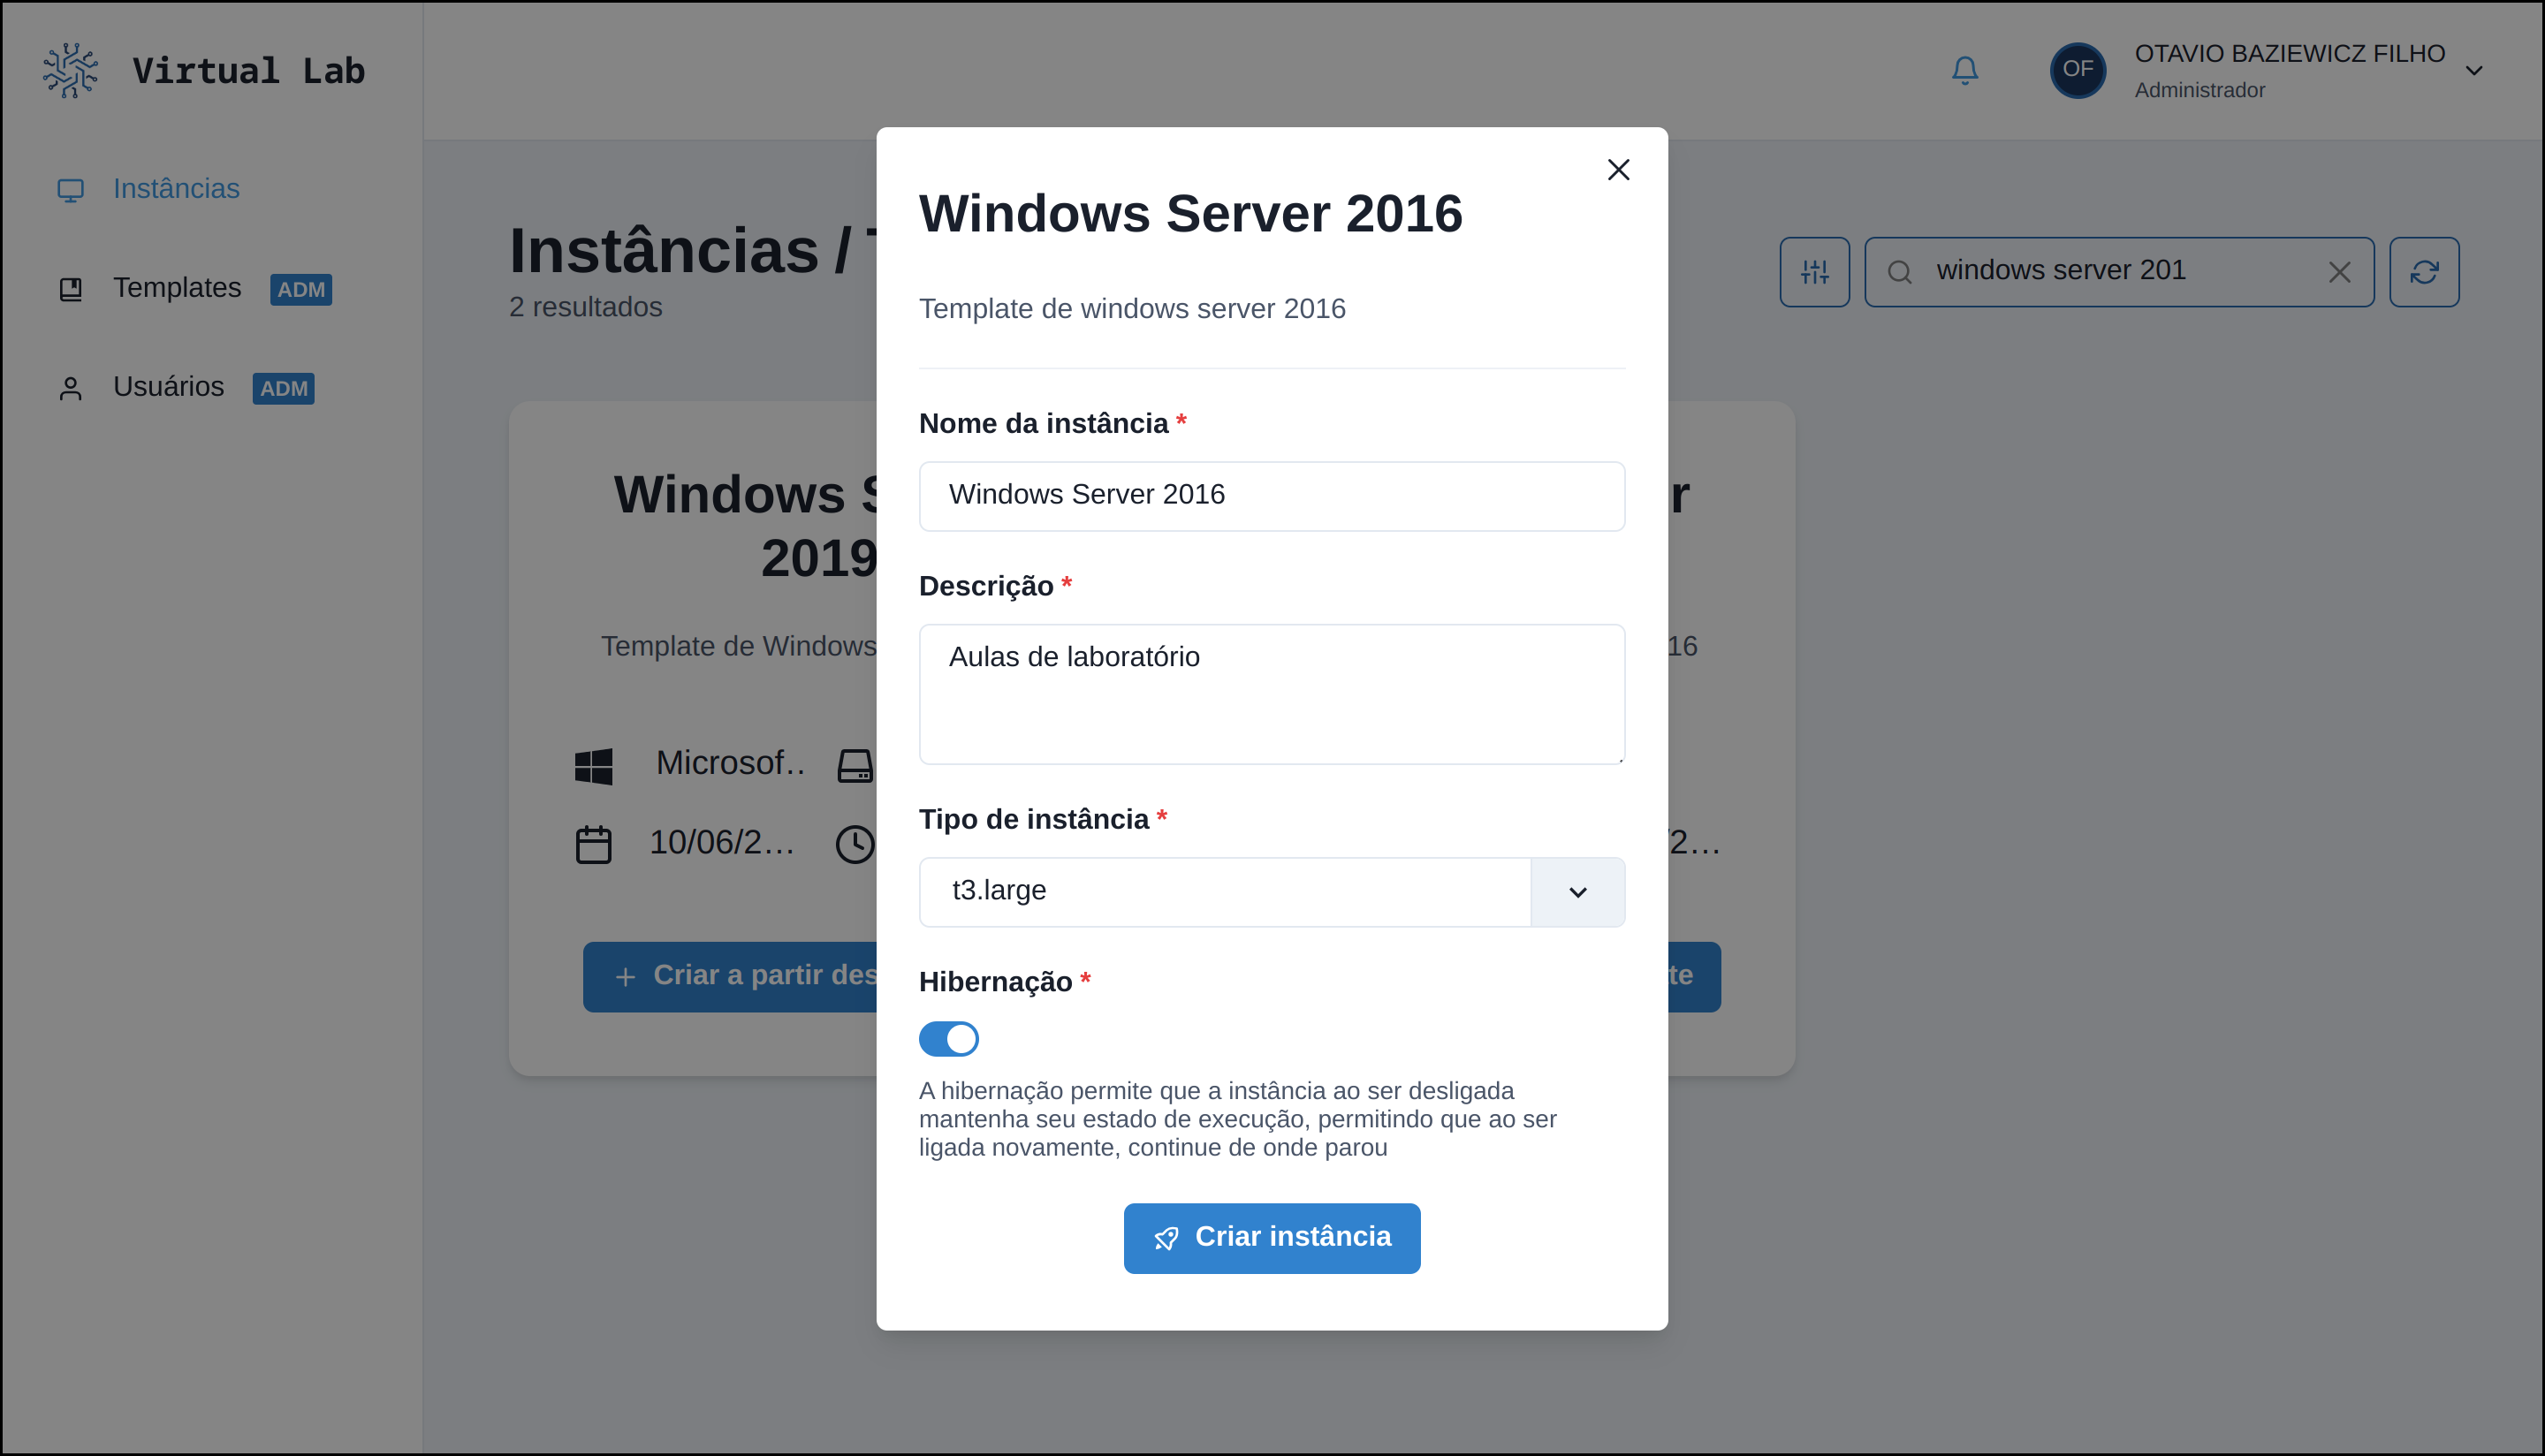 Virtual Lab
OF
OTAVIO BAZIEWICZ FILHO
Administrador
Instâncias
Templates ADM
Usuários ADM
Instâncias /
2 resultados
windows server 201
Windows
2019
Template de Windows
Microsof..
10/06/2...
Criar a partir des
r
16
/2...
te
Windows Server 2016
Template de windows server 2016
Nome da instância *
Windows Server 2016
Descrição *
Aulas de laboratório
Tipo de instância *
t3.large
Hibernação *
A hibernação permite que a instância ao ser desligada
mantenha seu estado de execução, permitindo que ao ser
ligada novamente, continue de onde parou
Criar instância